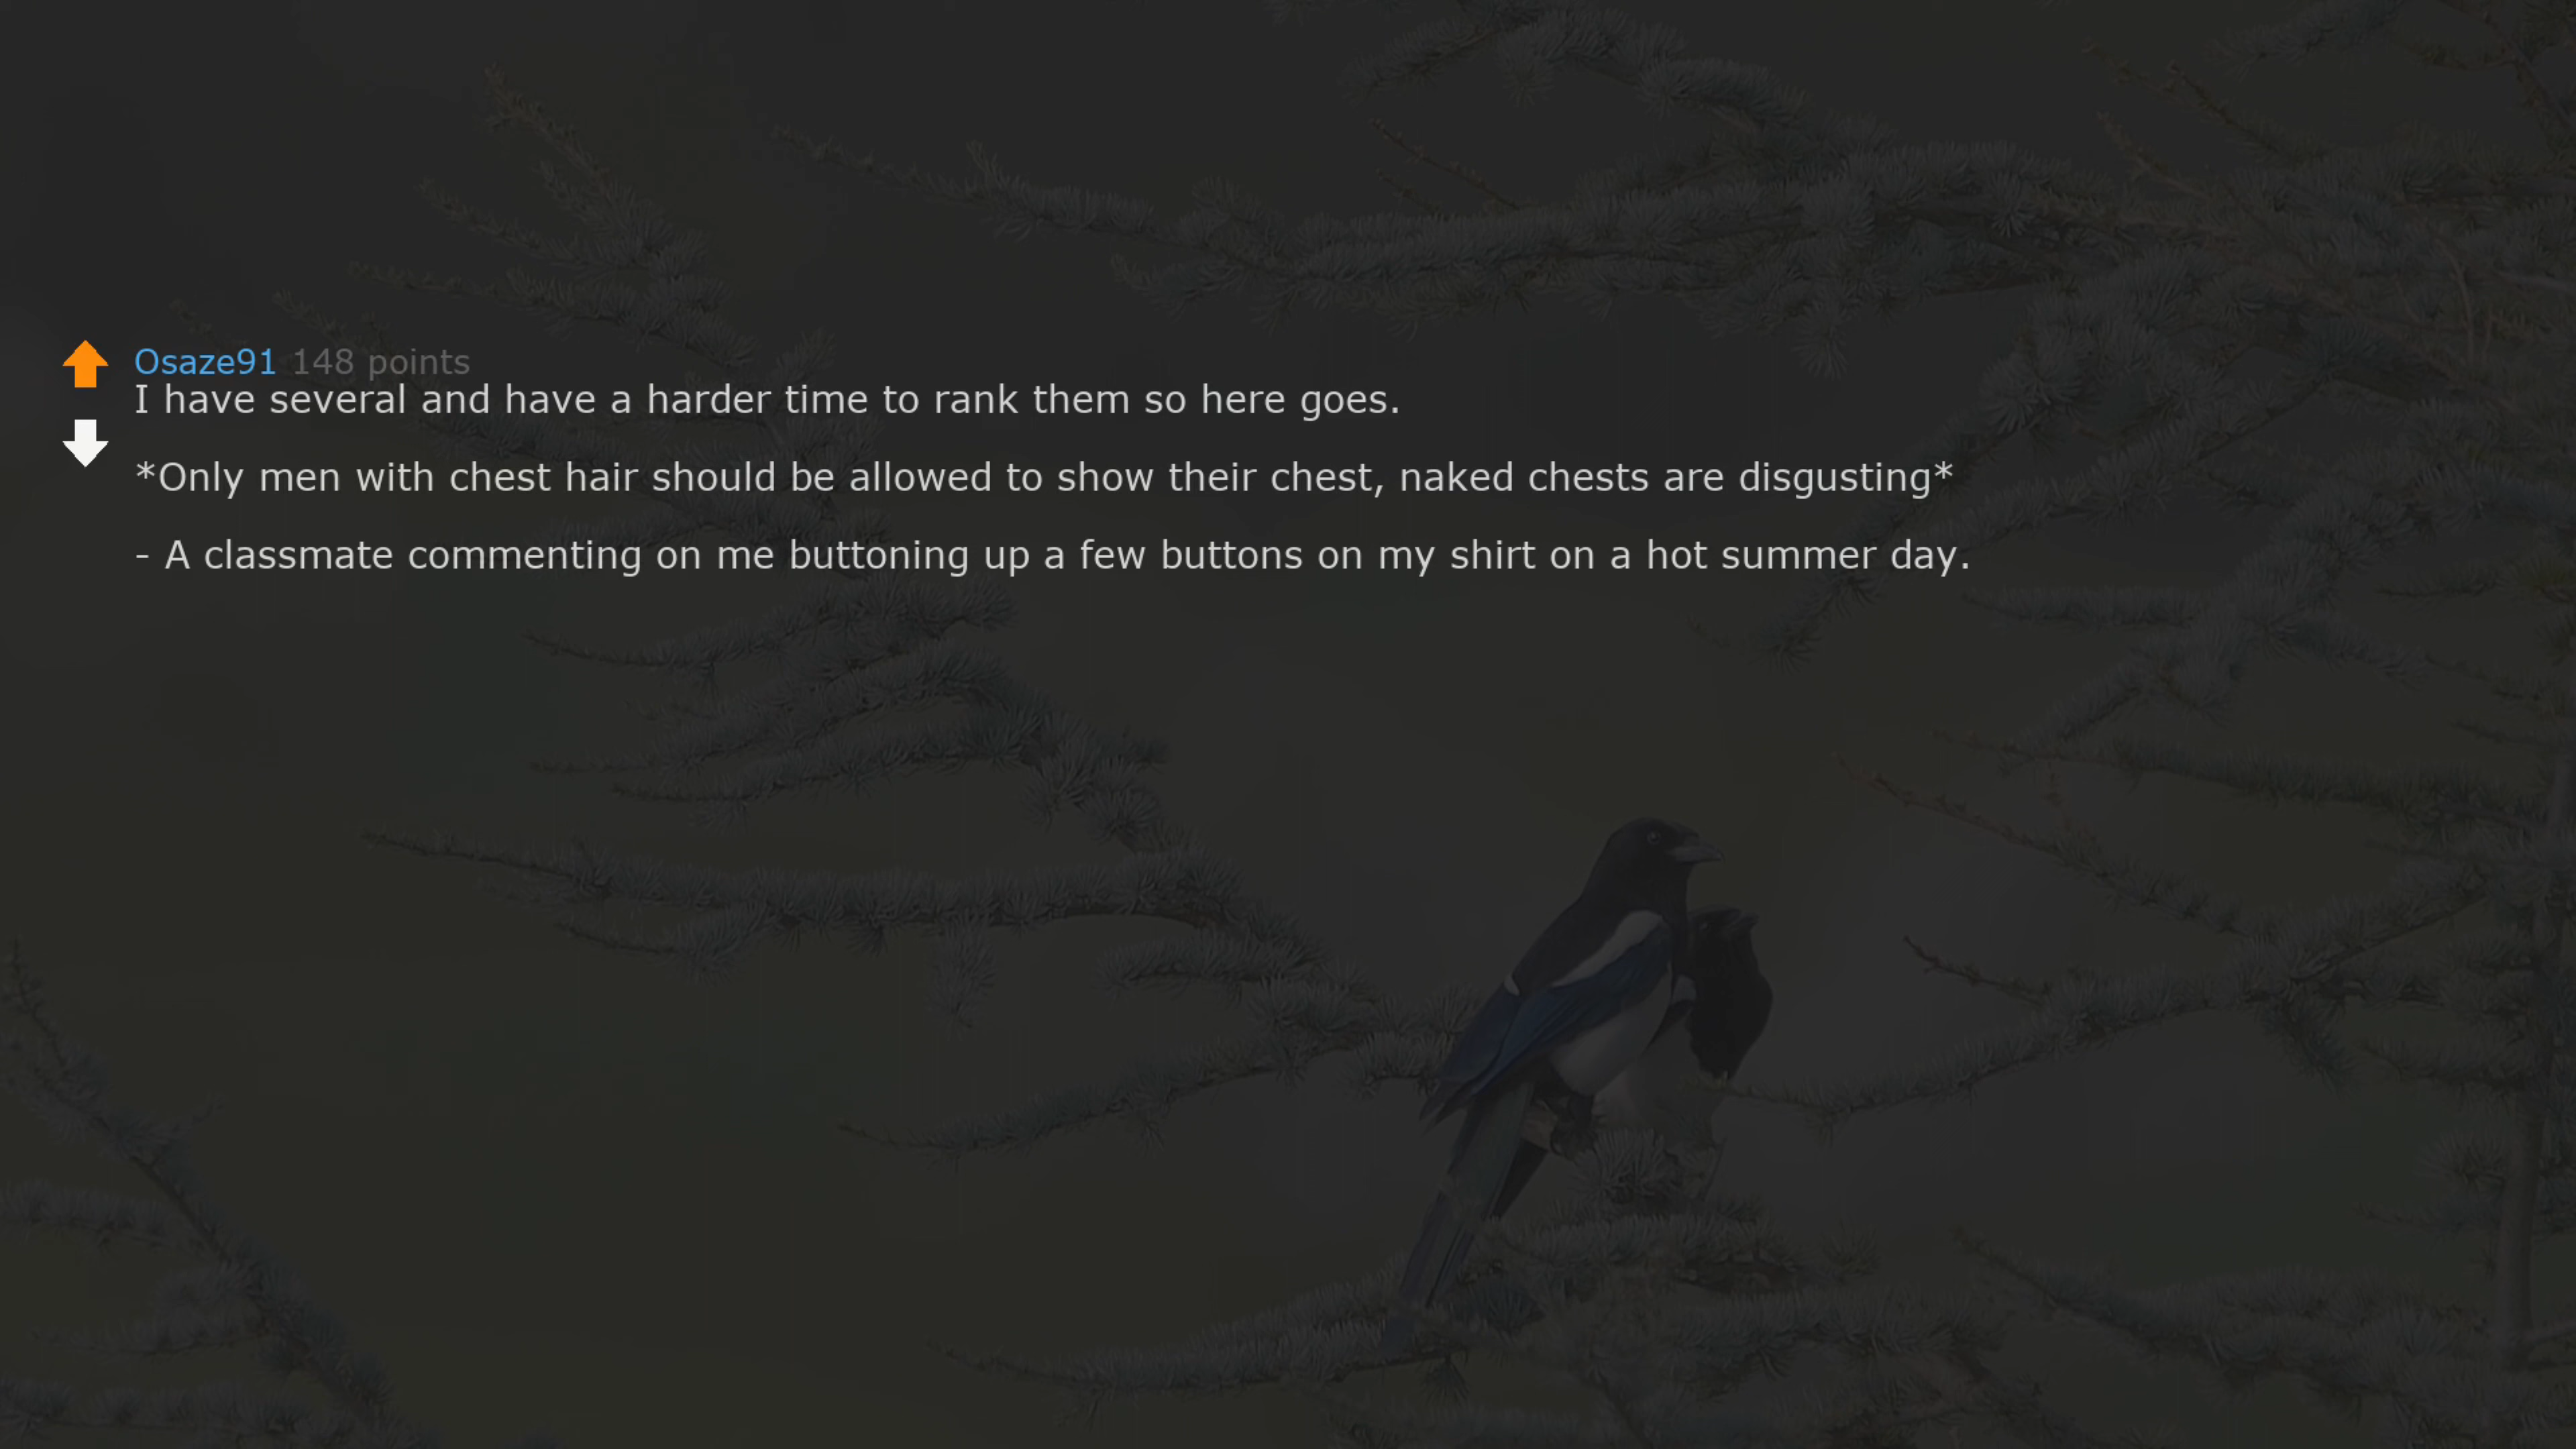 Osaze91 148 points
I have several and have a harder time to rank them so here goes.
*Only men with chest hair should be allowed to show their chest, naked chests are disgusting*
- A classmate commenting on me buttoning up a few buttons on my shirt on a hot summer day.